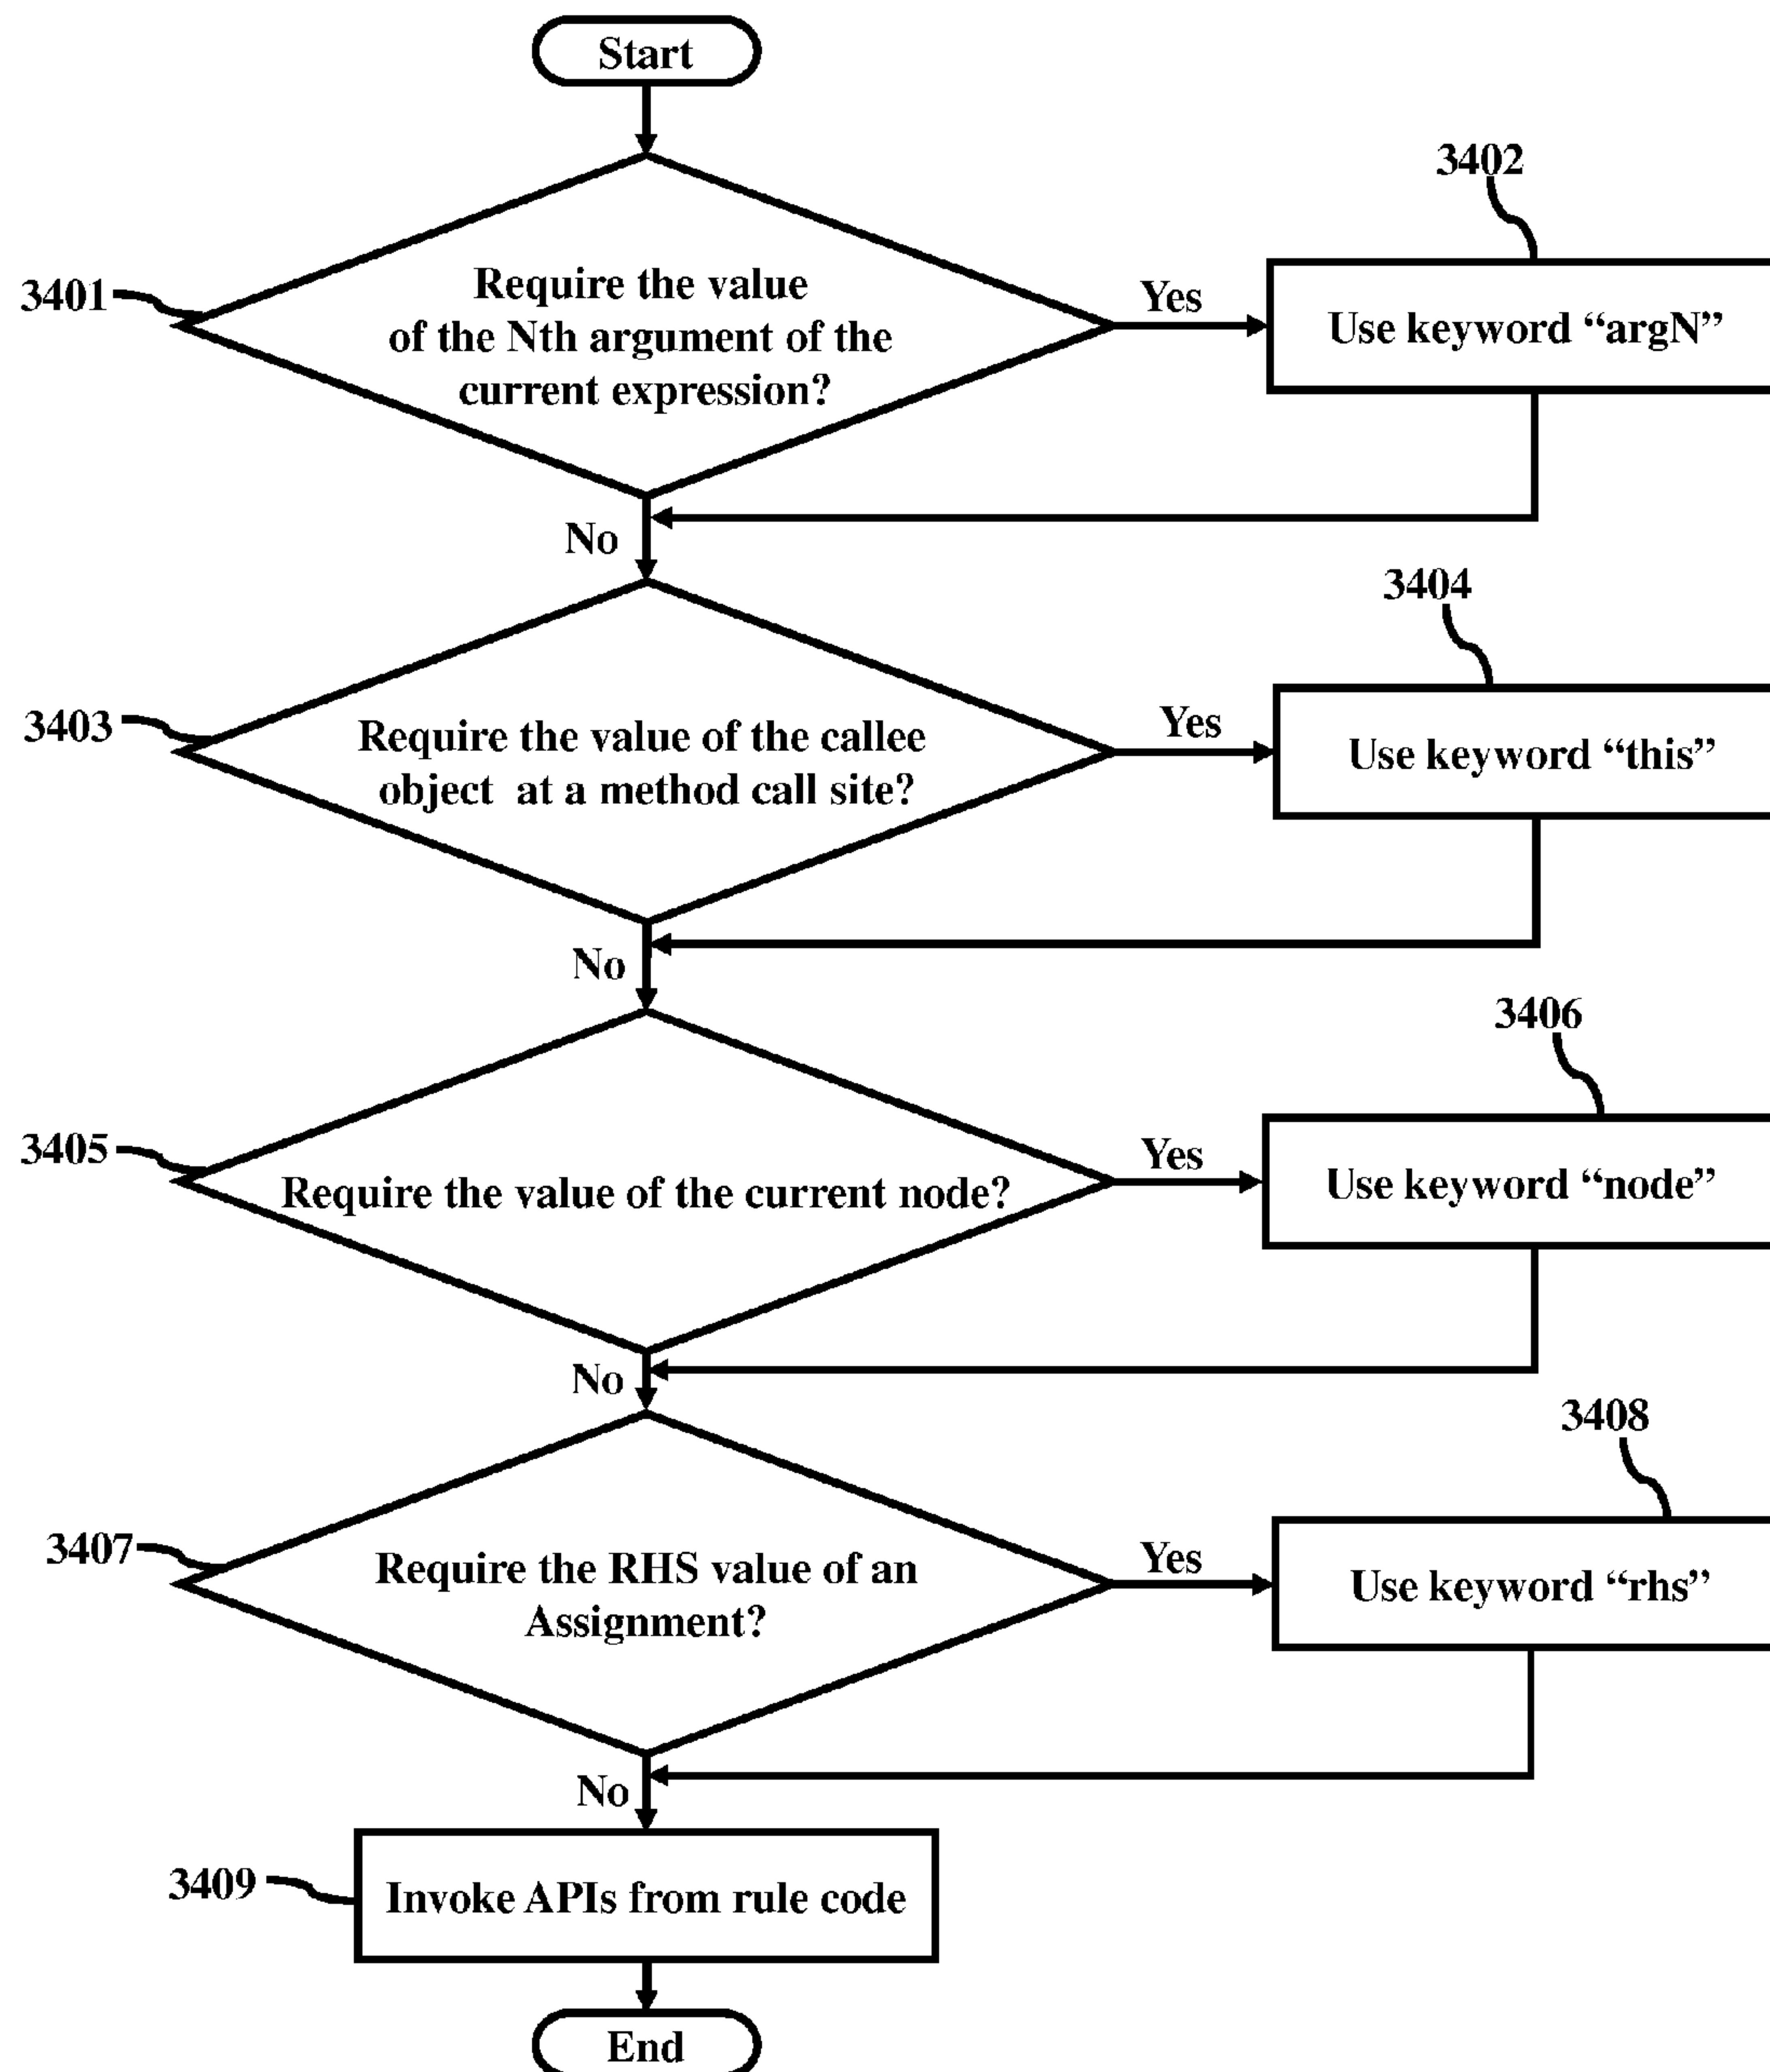 Start
3402
3401
Require the value
of the Nth argument of the
current expression?
Yes
Use keyword “argN”
No
3404
3403
Require the value of the callee
object at a method call site?
Yes
Use keyword “this”
No
3406
3405
Require the value of the current node?
Yes
Use keyword “node”
No
3408
3407
Require the RHS value of an
Assignment?
Yes
Use keyword “rhs”
No
3409
Invoke APIs from rule code
End